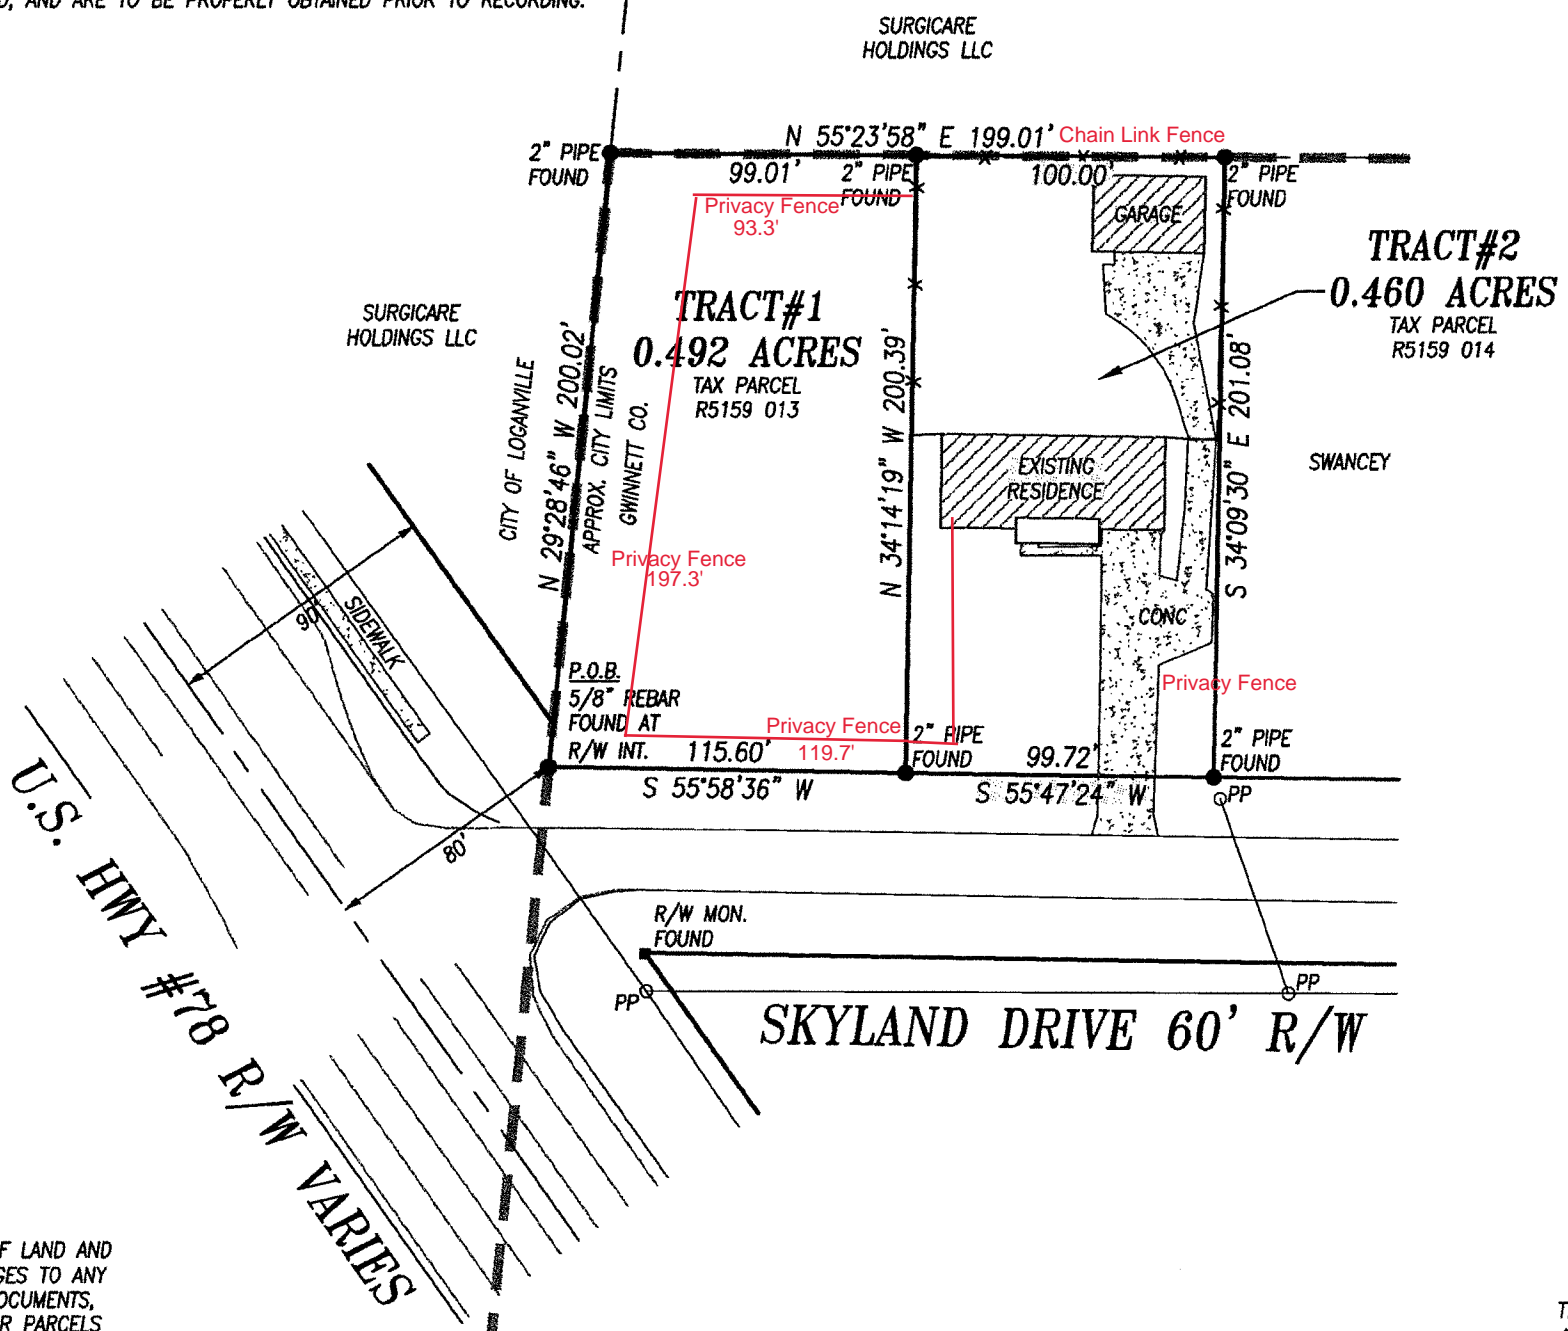 D, AND ARE TO BE PROPERLY OBTAINED PRIOR TO RECORDING.
SURGICARE
HOLDINGS LLC
N 55°23'58" E 199.01'
Chain Link Fence
2" PIPE
FOUND
99.01'
2" PIPE
FOUND
100.00'
2" PIPE
FOUND
Privacy Fence
93.3'
GARAGE
TRACT#2
0.460 ACRES
TAX PARCEL
R5159 014
SURGICARE
HOLDINGS LLC
TRACT#1
0.492 ACRES
TAX PARCEL
R5159 013
CITY OF LOGANVILLE
N 29°28'46" W 200.02'
APPROX. CITY LIMITS
GWINNETT CO.
N 34°14'19" W 200.39'
S 34°09'30" E 201.08'
EXISTING
RESIDENCE
SWANCEY
Privacy Fence
197.3'
90'
SIDEWALK
CONC
P.O.B.
5/8" REBAR
FOUND AT
R/W INT.
Privacy Fence
Privacy Fence
119.7'
115.60'
2" PIPE
FOUND
99.72'
2" PIPE
FOUND
S 55°58'36" W
S 55°47'24" W
PP
80'
R/W MON.
FOUND
PP
PP
SKYLAND DRIVE 60' R/W
U.S. HWY #78 R/W VARIES
F LAND AND
GES TO ANY
OCUMENTS,
R PARCELS
T